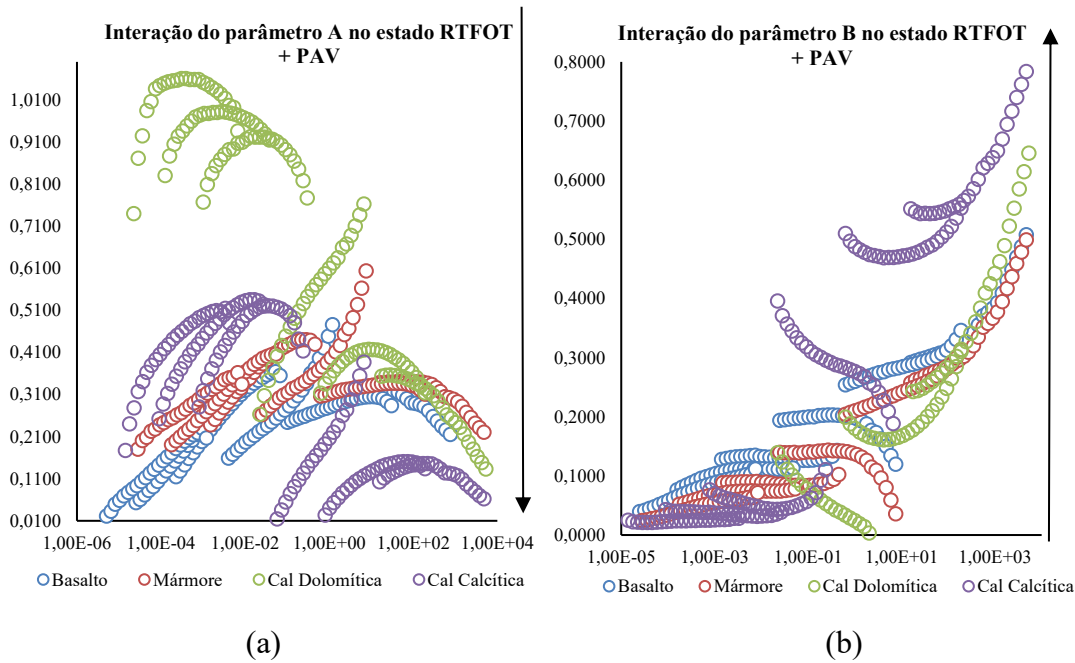 Interação do parâmetro A no estado RTFOT
+ PAV
1,0100
0,9100
0,8100
0,7100
0,6100
0,5100
0,4100
0,3100
0,2100
0,1100
0,0100
1,00E-06 1,00E-04 1,00E-02 1,00E+00 1,00E+02 1,00E+04
Basalto Mármore Cal Dolomítica Cal Calcítica
(a)
Interação do parâmetro B no estado RTFOT
+ PAV
0,8000
0,7000
0,6000
0,5000
0,4000
0,3000
0,2000
0,1000
0,0000
1,00E-05 1,00E-03 1,00E-01 1,00E+01 1,00E+03
Basalto Mármore Cal Dolomítica Cal Calcítica
(b)